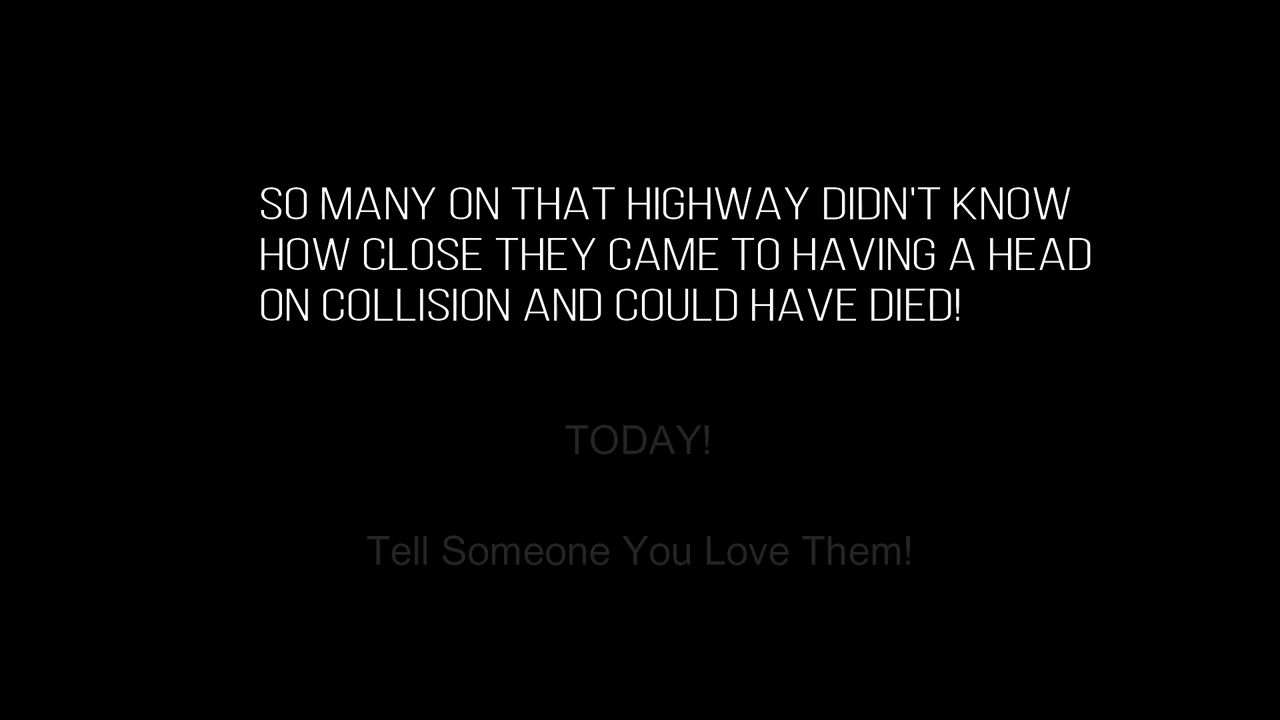 SO MANY ON THAT HIGHWAY DIDN'T KNOW
HOW CLOSE THEY CAME TO HAVING A HEAD
ON COLLISION AND COULD HAVE DIED!
TODAY!
Tell Someone You Love Them!